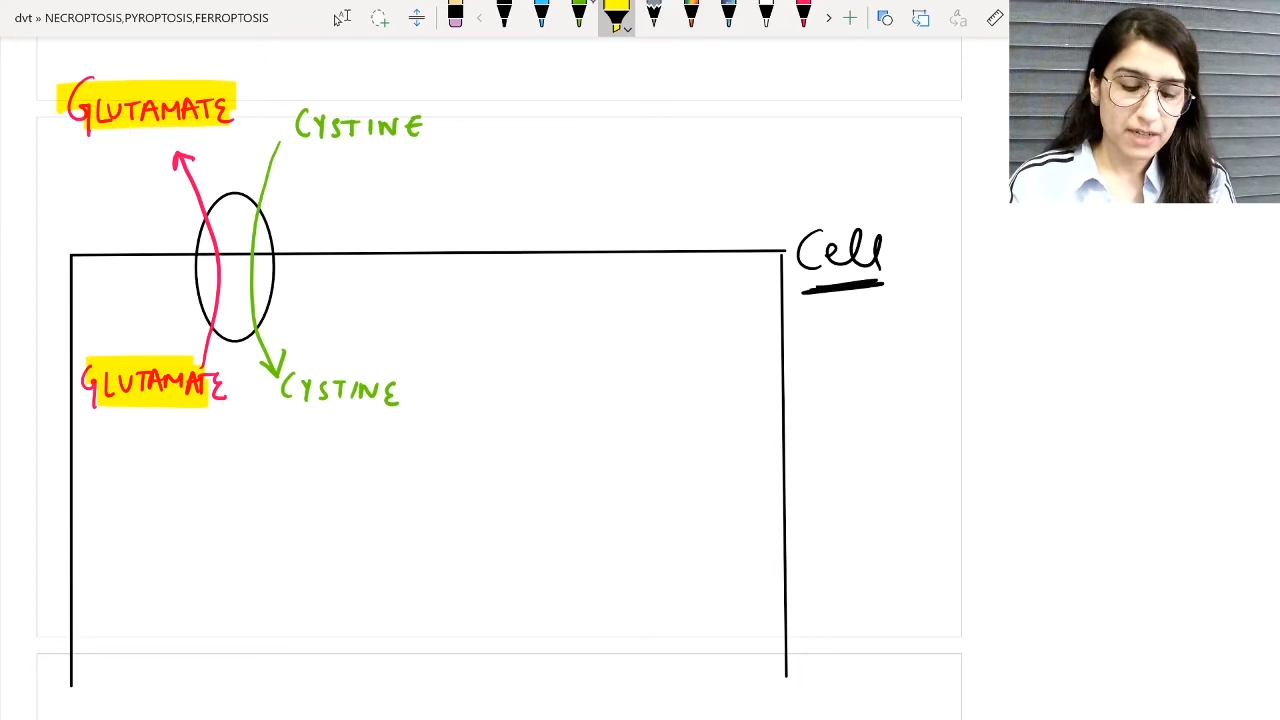 dvt » NECROPTOSIS,PYROPTOSIS,FERROPTOSIS
GLUTAMATE
CYSTINE
Cell
GLUTAMATE
CYSTINE